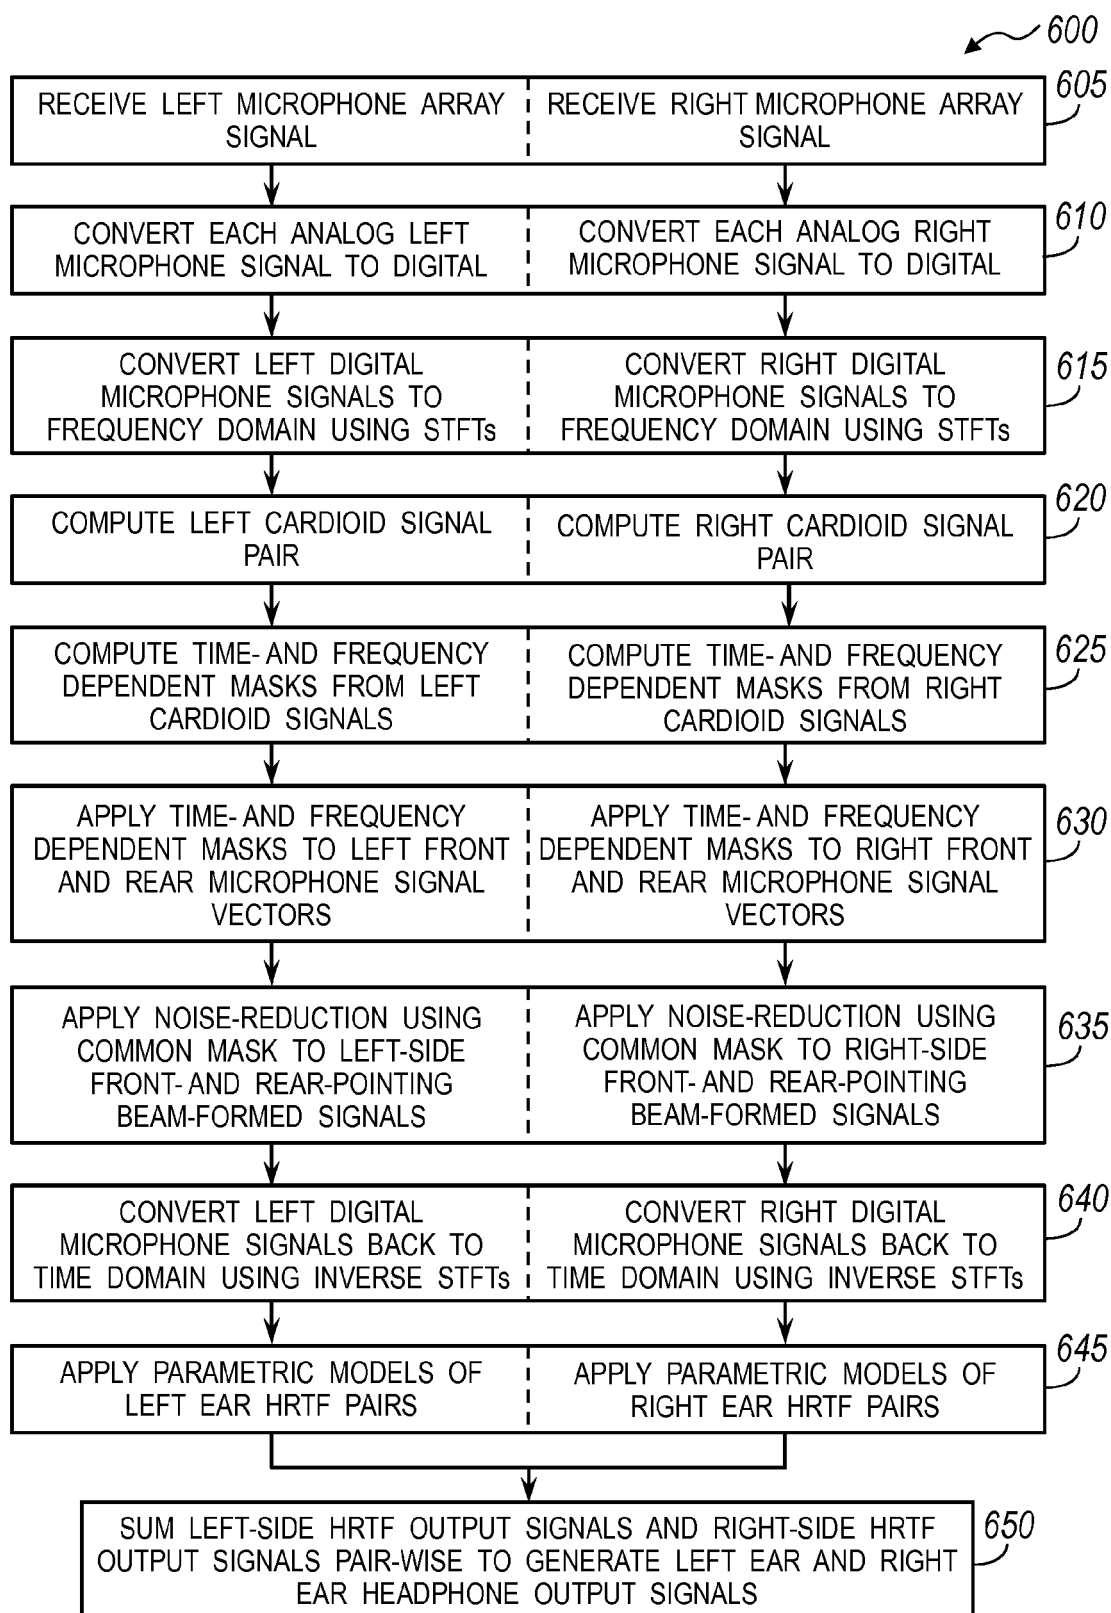 600
605
RECEIVE LEFT MICROPHONE ARRAY
SIGNAL
RECEIVE RIGHT MICROPHONE ARRAY
SIGNAL
610
CONVERT EACH ANALOG LEFT
MICROPHONE SIGNAL TO DIGITAL
CONVERT EACH ANALOG RIGHT
MICROPHONE SIGNAL TO DIGITAL
615
CONVERT LEFT DIGITAL
MICROPHONE SIGNALS TO
FREQUENCY DOMAIN USING STFTs
CONVERT RIGHT DIGITAL
MICROPHONE SIGNALS TO
FREQUENCY DOMAIN USING STFTs
620
COMPUTE LEFT CARDIOID SIGNAL
PAIR
COMPUTE RIGHT CARDIOID SIGNAL
PAIR
625
COMPUTE TIME- AND FREQUENCY
DEPENDENT MASKS FROM LEFT
CARDIOID SIGNALS
COMPUTE TIME- AND FREQUENCY
DEPENDENT MASKS FROM RIGHT
CARDIOID SIGNALS
630
APPLY TIME- AND FREQUENCY
DEPENDENT MASKS TO LEFT FRONT
AND REAR MICROPHONE SIGNAL
VECTORS
APPLY TIME- AND FREQUENCY
DEPENDENT MASKS TO RIGHT FRONT
AND REAR MICROPHONE SIGNAL
VECTORS
635
APPLY NOISE-REDUCTION USING
COMMON MASK TO LEFT-SIDE
FRONT- AND REAR-POINTING
BEAM-FORMED SIGNALS
APPLY NOISE-REDUCTION USING
COMMON MASK TO RIGHT-SIDE
FRONT- AND REAR-POINTING
BEAM-FORMED SIGNALS
640
CONVERT LEFT DIGITAL
MICROPHONE SIGNALS BACK TO
TIME DOMAIN USING INVERSE STFTs
CONVERT RIGHT DIGITAL
MICROPHONE SIGNALS BACK TO
TIME DOMAIN USING INVERSE STFTs
645
APPLY PARAMETRIC MODELS OF
LEFT EAR HRTF PAIRS
APPLY PARAMETRIC MODELS OF
RIGHT EAR HRTF PAIRS
650
SUM LEFT-SIDE HRTF OUTPUT SIGNALS AND RIGHT-SIDE HRTF
OUTPUT SIGNALS PAIR-WISE TO GENERATE LEFT EAR AND RIGHT
EAR HEADPHONE OUTPUT SIGNALS